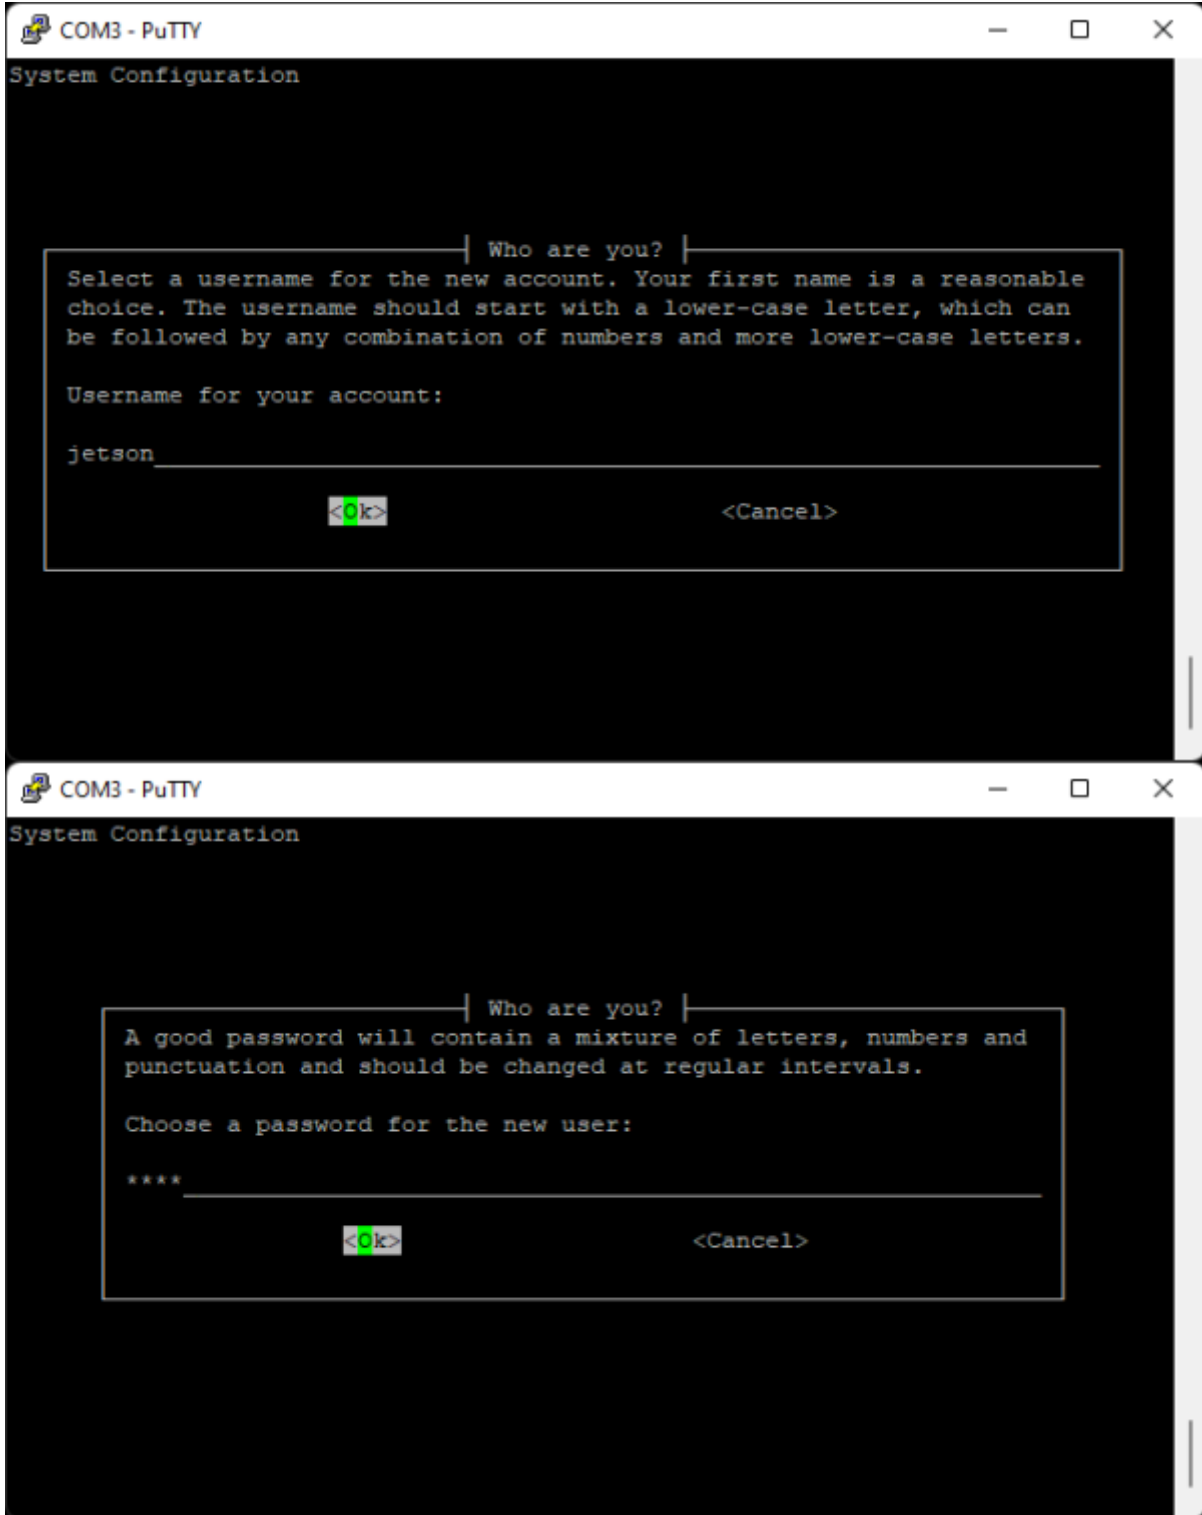 COM3 - PuTTY
System Configuration
Who are you?
Select a username for the new account. Your first name is a reasonable
choice. The username should start with a lower-case letter, which can
be followed by any combination of numbers and more lower-case letters.
Username for your account:
jetson
<Ok> <Cancel>
COM3 - PuTTY
System Configuration
Who are you?
A good password will contain a mixture of letters, numbers and
punctuation and should be changed at regular intervals.
Choose a password for the new user:
****
<Ok> <Cancel>